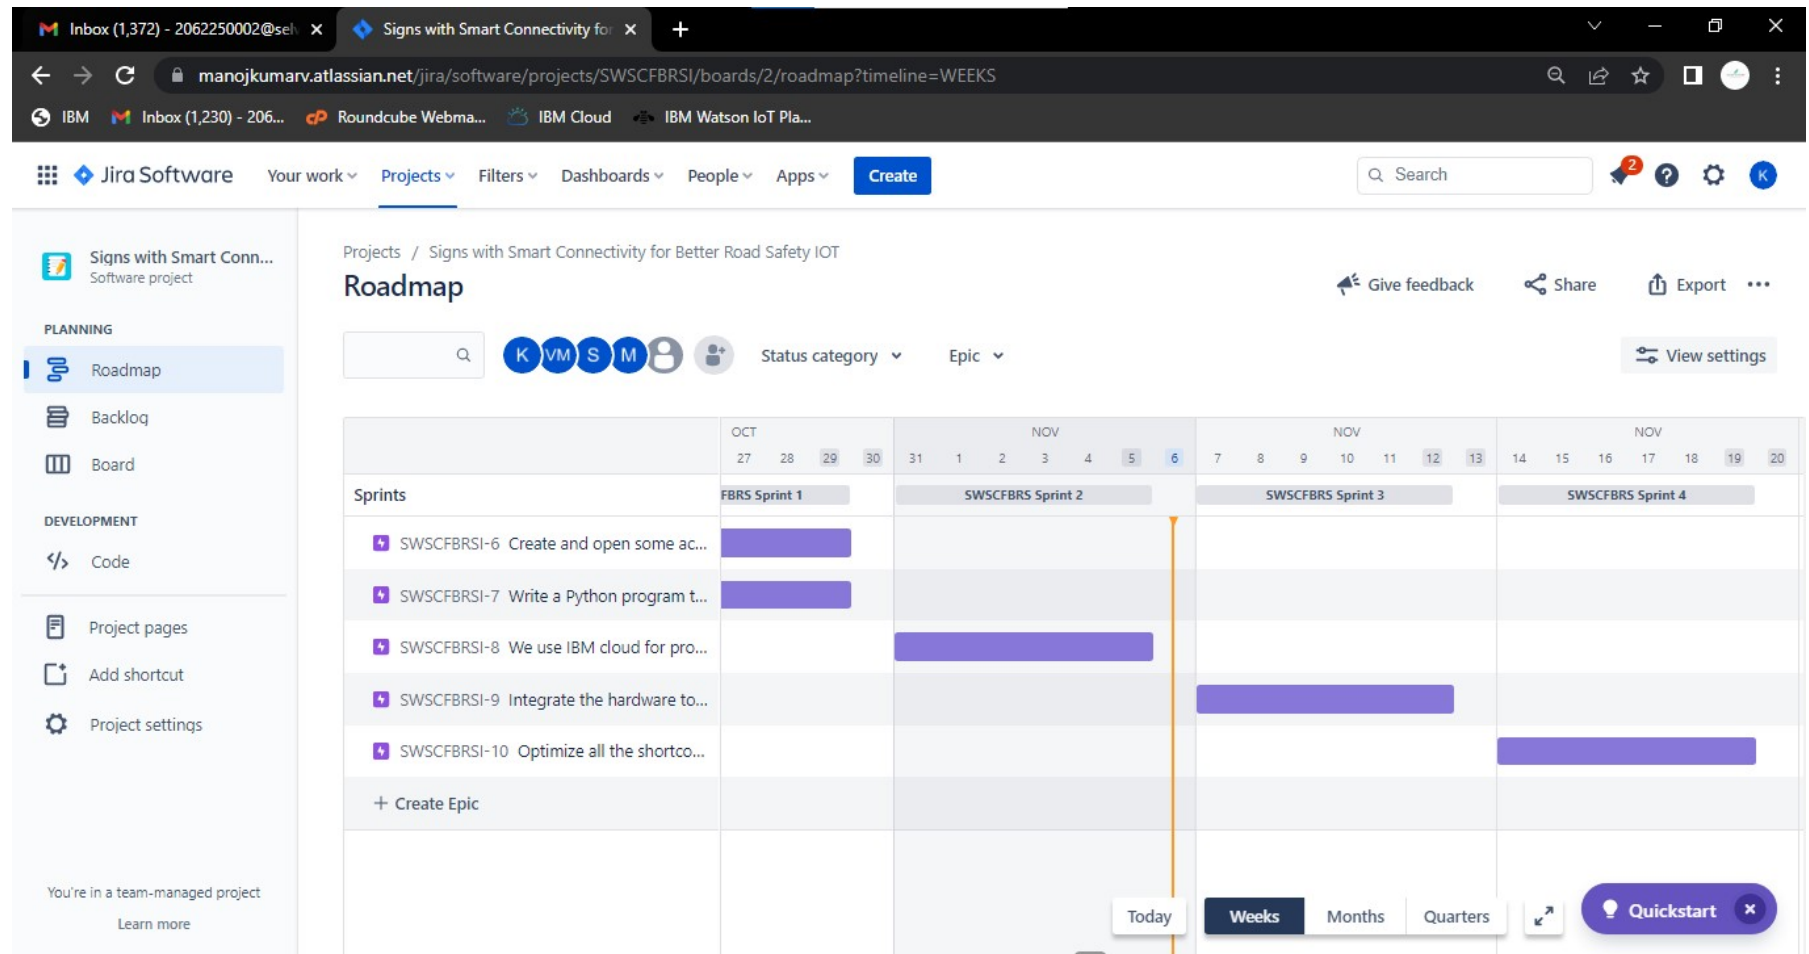 Inbox (1,372) - 2062250002@sel
Signs with Smart Connectivity for
manojkumarv.atlassian.net/jira/software/projects/SWSCFBRSI/boards/2/roadmap?timeline=WEEKS
IBM Inbox (1,230) - 206... Roundcube Webma... IBM Cloud IBM Watson IoT Pla...
Jira Software Your work Projects Filters Dashboards People Apps Create Search 2 K
Signs with Smart Conn...
Software project
PLANNING
Roadmap
Backlog
Board
DEVELOPMENT
Code
Project pages
Add shortcut
Project settings
You're in a team-managed project
Learn more
Projects / Signs with Smart Connectivity for Better Road Safety IOT
Roadmap
Give feedback Share Export
K VM S M Status category Epic View settings
OCT NOV NOV NOV
27 28 29 30 31 1 2 3 4 5 6 7 8 9 10 11 12 13 14 15 16 17 18 19 20
Sprints FBRS Sprint 1 SWSCFBRS Sprint 2 SWSCFBRS Sprint 3 SWSCFBRS Sprint 4
SWSCFBRSI-6 Create and open some ac...
SWSCFBRSI-7 Write a Python program t...
SWSCFBRSI-8 We use IBM cloud for pro...
SWSCFBRSI-9 Integrate the hardware to...
SWSCFBRSI-10 Optimize all the shortco...
+ Create Epic
Today Weeks Months Quarters Quickstart